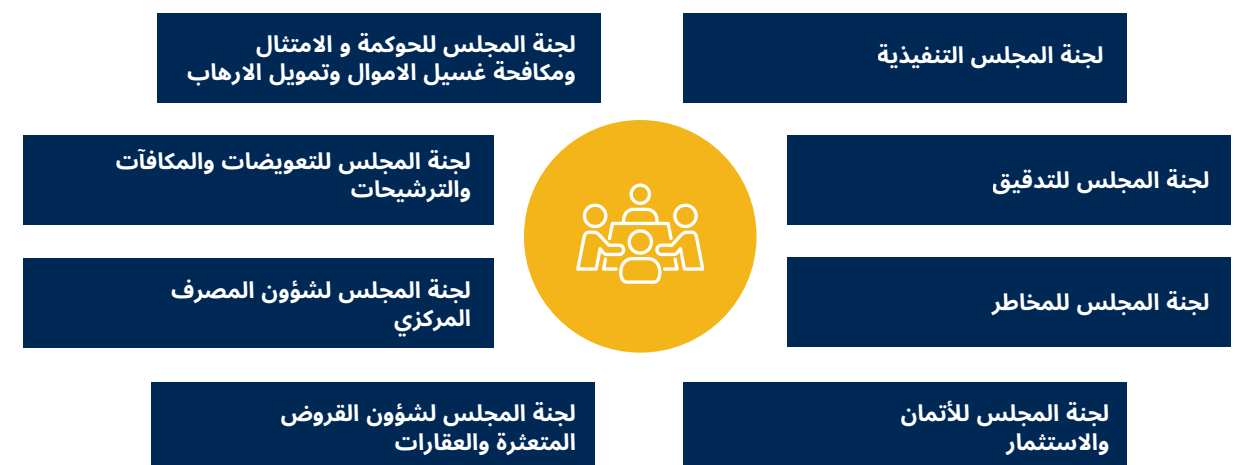 لجنة المجلس التنفيذية
لجنة المجلس للحوكمة و الامتثال
ومكافحة غسيل الاموال وتمويل الارهاب
لجنة المجلس للتدقيق
لجنة المجلس للتعويضات والمكافآت
والترشيحات
لجنة المجلس للمخاطر
لجنة المجلس لشؤون المصرف
المركزي
لجنة المجلس للأتمان
والاستثمار
لجنة المجلس لشؤون القروض
المتعثرة والعقارات